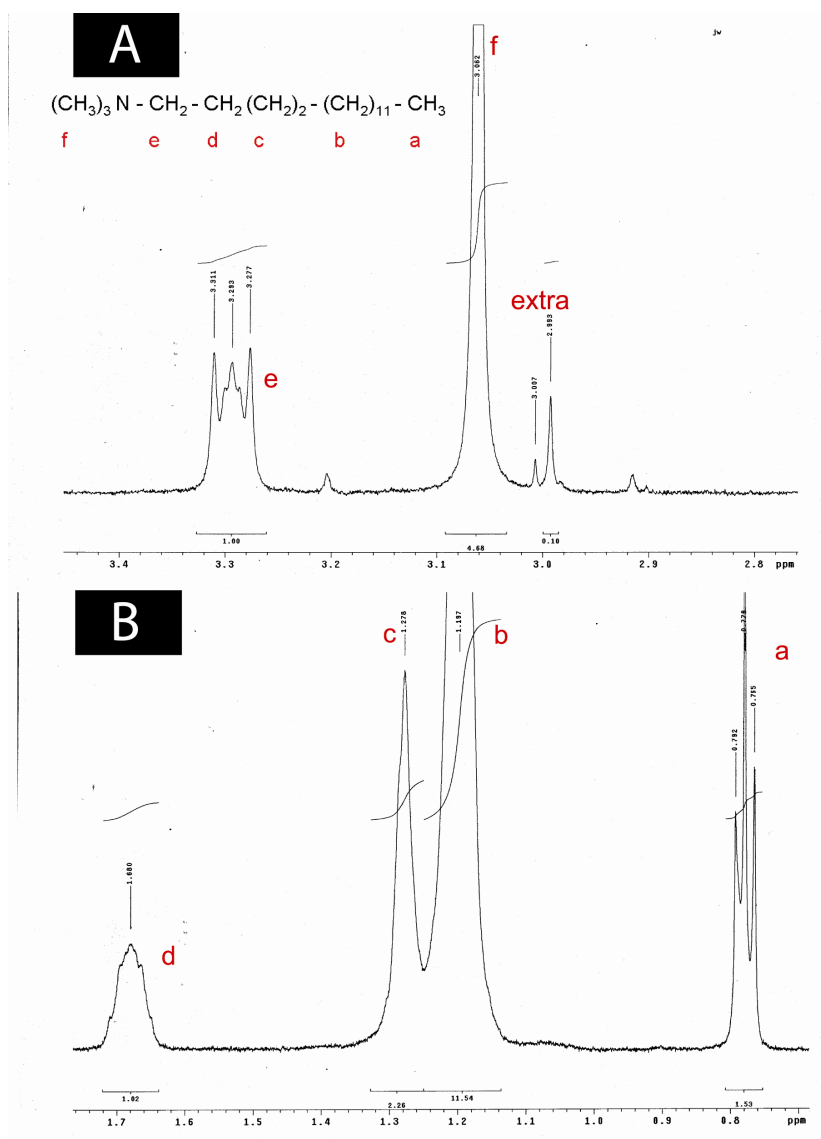 A
jw
f
3.062
(CH3)3 N - CH2 - CH2 (CH2)2 - (CH2)11 - CH3
f e d c b a
3.311
3.293
3.277
extra
2.993
3.007
e
1.00
4.68
0.10
3.4 3.3 3.2 3.1 3.0 2.9 2.8 ppm
B
c
1.278
1.197
b
0.778
a
0.765
0.792
1.680
d
1.02
2.26
11.54
1.53
1.7 1.6 1.5 1.4 1.3 1.2 1.1 1.0 0.9 0.8 ppm